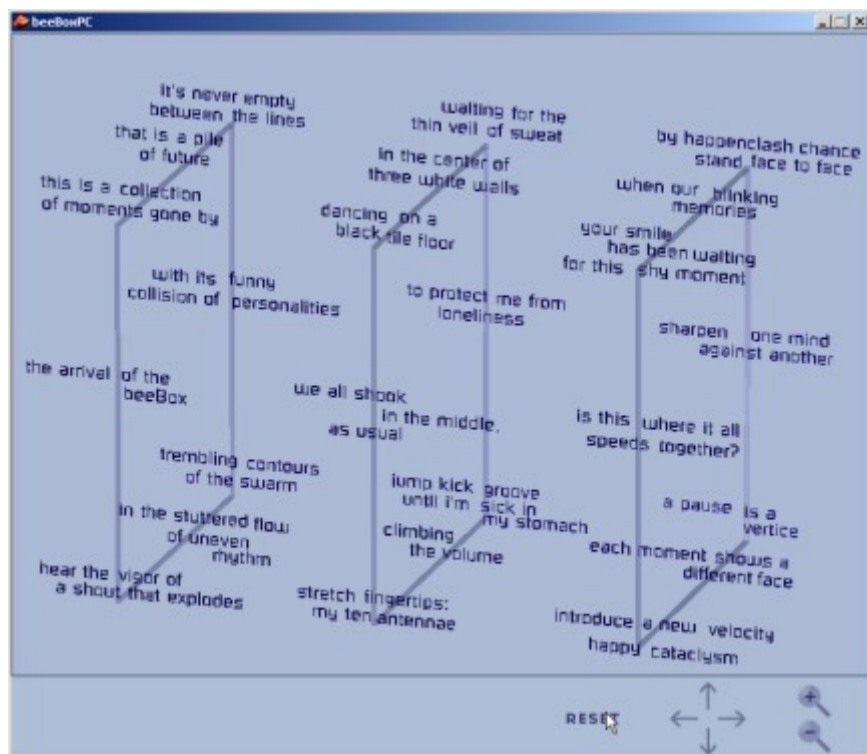 beeBoxPC
it's never empty
between the lines
that is a pile
of future
this is a collection
of moments gone by
with its funny
collision of personalities
the arrival of the
beeBox
trembling contours
of the swarm
in the stuttered flow
of uneven
rhythm
hear the vigor of
a shout that explodes
waiting for the
thin veil of sweat
in the center of
three white walls
dancing on a
black tile floor
to protect me from
loneliness
we all shook
in the middle,
as usual
jump kick groove
until i'm sick in
my stomach
climbing
the volume
stretch fingertips:
my ten antennae
by happenclash chance
stand face to face
when our blinking
memories
your smile
has been waiting
for this shy moment
sharpen one mind
against another
is this where it all
speeds together?
a pause is a
vertice
each moment shows a
different face
introduce a new velocity
happy cataclysm
RESET